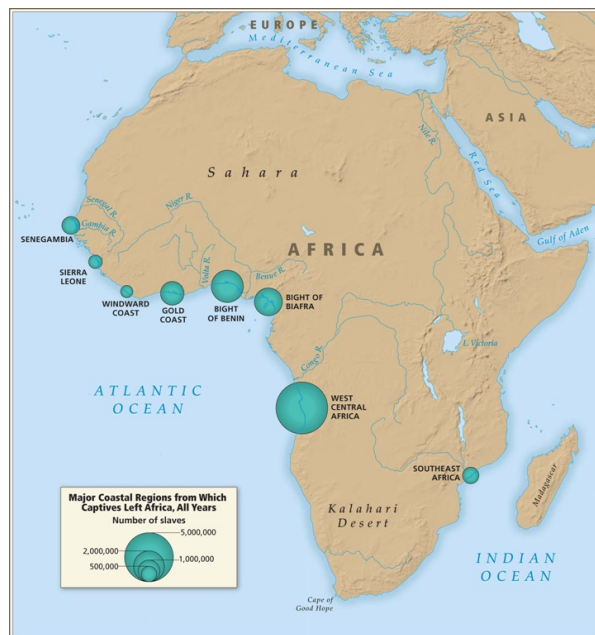 EUROPE
Mediterranean Sea
ASIA
Nile R.
Red Sea
Sahara
Senegal R.
Gambia R.
SENEGAMBIA
Niger R.
Gulf of Aden
AFRICA
SIERRA
LEONE
Volta R.
Benue R.
WINDWARD
COAST
GOLD
COAST
BIGHT
OF BENIN
BIGHT OF
BIAFRA
Congo R.
L. Victoria
ATLANTIC
OCEAN
WEST
CENTRAL
AFRICA
SOUTHEAST
AFRICA
Madagascar
Kalahari
Desert
INDIAN
OCEAN
Cape of
Good Hope
Major Coastal Regions from Which
Captives Left Africa, All Years
Number of slaves
5,000,000
2,000,000
1,000,000
500,000